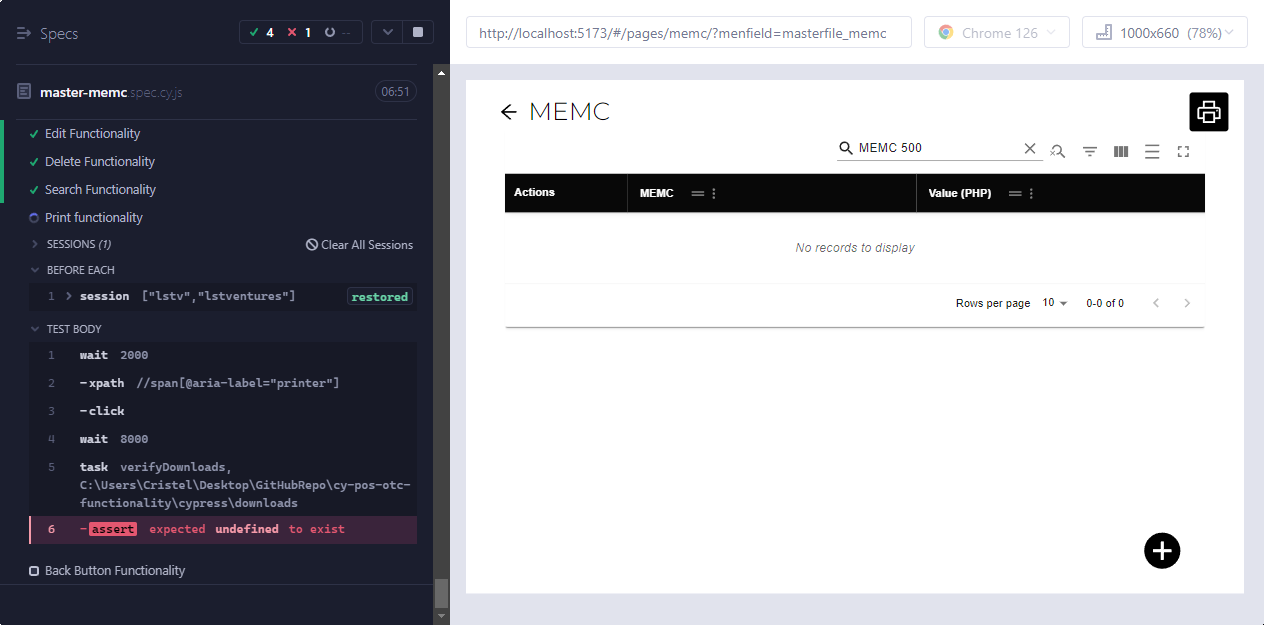 Specs
4 1 --
master-memc.spec.cy.js
06:51
Edit Functionality
Delete Functionality
Search Functionality
Print functionality
SESSIONS (1)
Clear All Sessions
BEFORE EACH
1 session ["lstv","lstventures"] restored
TEST BODY
1 wait 2000
2 -xpath //span[@aria-label="printer"]
3 -click
4 wait 8000
5 task verifyDownloads,
C:\Users\Cristel\Desktop\GitHubRepo\cy-pos-otc-
functionality\cypress\downloads
6 -assert expected undefined to exist
Back Button Functionality
http://localhost:5173/#/pages/memc/?menfield=masterfile_memc
Chrome 126
1000x660 (78%)
MEMC
MEMC 500
Actions MEMC Value (PHP)
No records to display
Rows per page 10 0-0 of 0